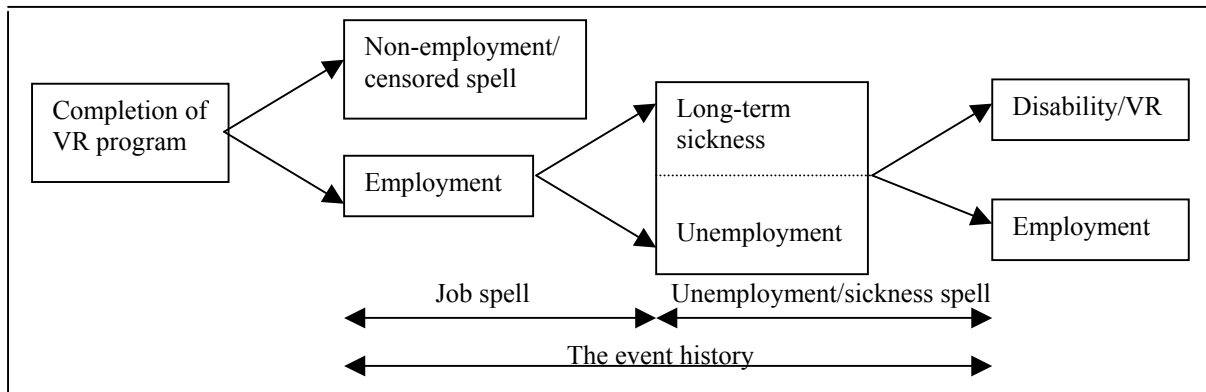 Completion of
VR program
Non-employment/
censored spell
Employment
Long-term
sickness
Unemployment
Disability/VR
Employment
Job spell
Unemployment/sickness spell
The event history